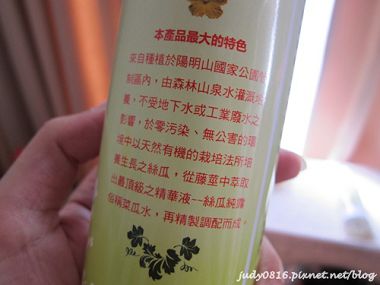 本產品最大的特色
來自種植於陽明山國家公園管
制區內，由森林山泉水灌溉培
養，不受地下水或工業廢水之
影響，於零污染、無公害的環
境中以天然有機的栽培法所培
養生長之絲瓜，從藤莖中萃取
出最頂級之精華液--絲瓜純露
俗稱菜瓜水，再精製調配而成。
judy0816.pixnet.net/blog